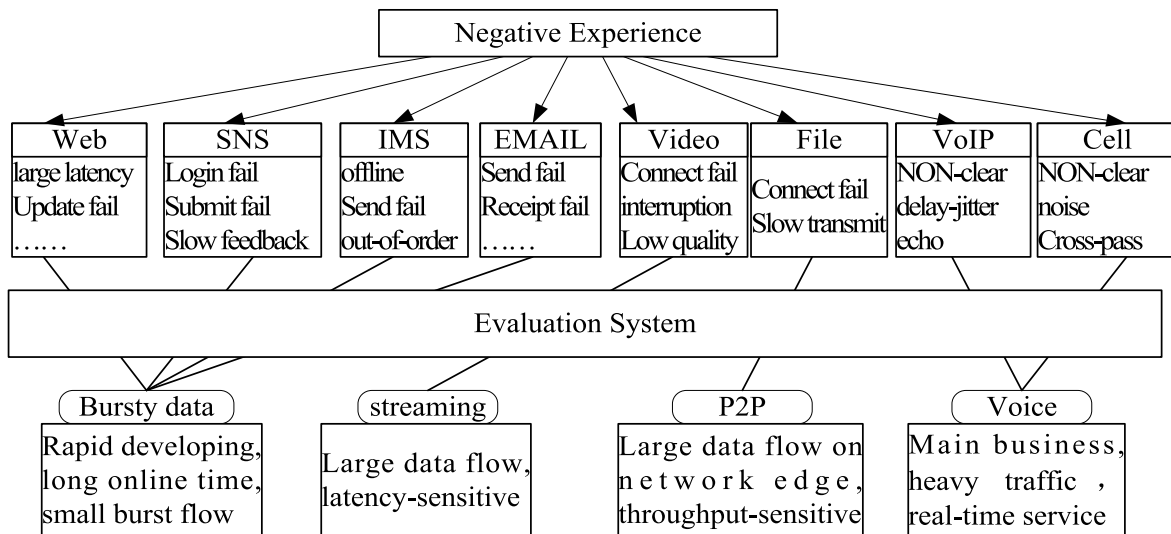 Negative Experience
Web
large latency
Update fail
……
SNS
Login fail
Submit fail
Slow feedback
IMS
offline
Send fail
out-of-order
EMAIL
Send fail
Receipt fail
……
Video
Connect fail
interruption
Low quality
File
Connect fail
Slow transmit
VoIP
NON-clear
delay-jitter
echo
Cell
NON-clear
noise
Cross-pass
Evaluation System
Bursty data
Rapid developing,
long online time,
small burst flow
streaming
Large data flow,
latency-sensitive
P2P
Large data flow on
network edge,
throughput-sensitive
Voice
Main business,
heavy traffic ,
real-time service